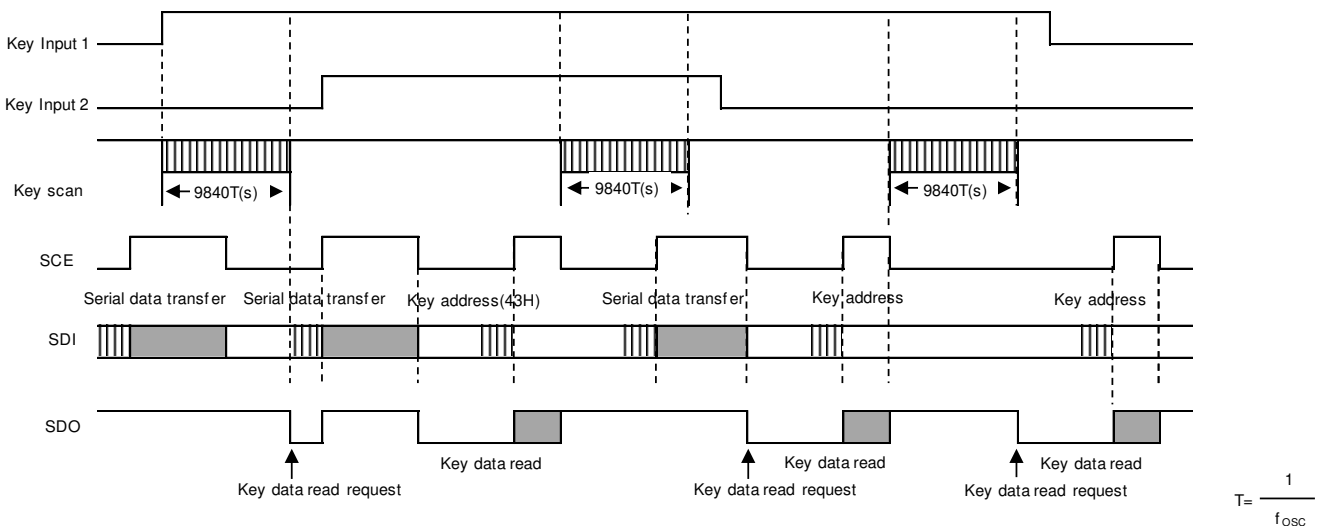 Key Input 1
Key Input 2
Key scan
9840T(s)
9840T(s)
9840T(s)
SCE
Serial data transfer
Serial data transfer
Key address(43H)
Serial data transfer
Key address
Key address
SDI
SDO
Key data read
Key data read
Key data read
Key data read request
Key data read request
Key data read request
T= 1
fOSC